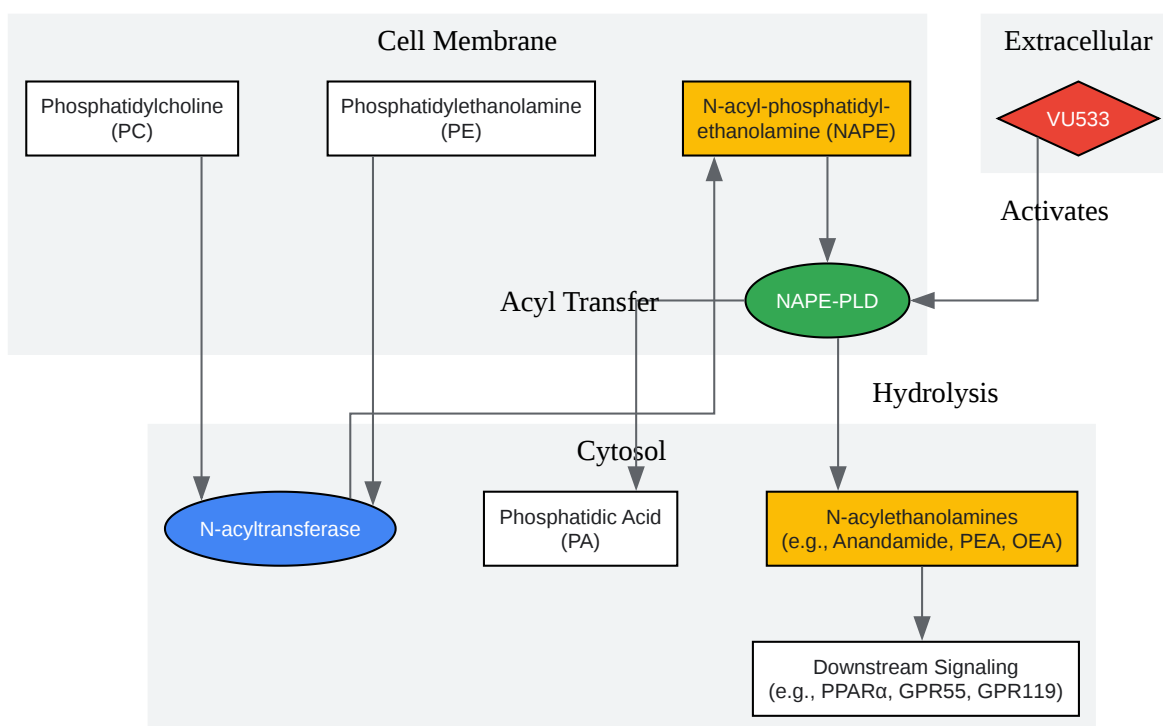 Cell Membrane
Extracellular
Phosphatidylcholine
(PC)
Phosphatidylethanolamine
(PE)
N-acyl-phosphatidyl-
ethanolamine (NAPE)
VU533
Activates
Acyl Transfer
NAPE-PLD
Hydrolysis
Cytosol
N-acyltransferase
Phosphatidic Acid
(PA)
N-acylethanolamines
(e.g., Anandamide, PEA, OEA)
Downstream Signaling
(e.g., PPARα, GPR55, GPR119)